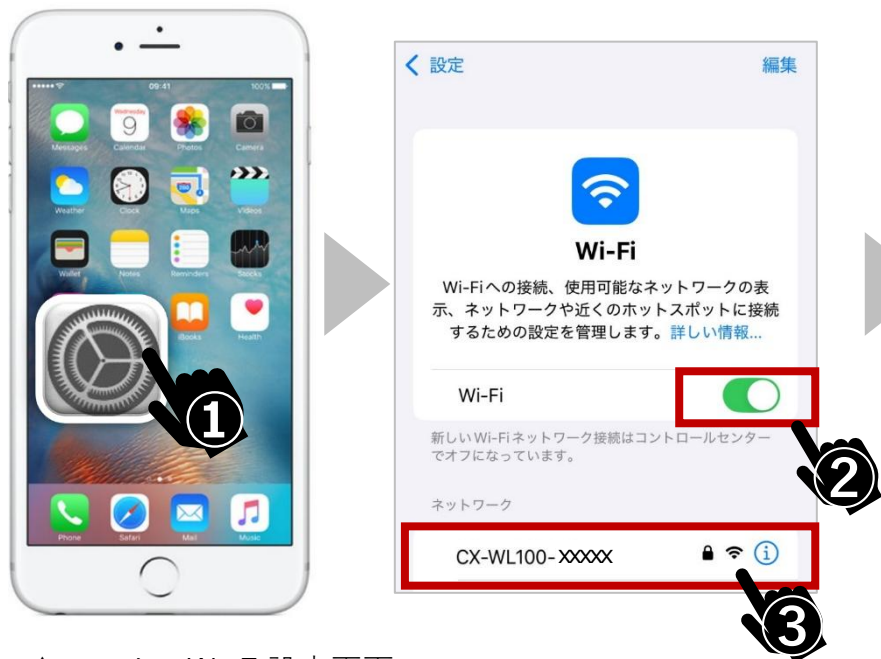 09:41
100%
Wednesday
9
Messages
Calendar
Photos
Camera
280
Weather
Clock
Maps
Videos
Wallet
Notes
Reminders
Stocks
iBooks
Health
Phone
Safari
Mail
Music
①
設定
編集
Wi-Fi
Wi-Fiへの接続、使用可能なネットワークの表
示、ネットワークや近くのホットスポットに接続
するための設定を管理します。詳しい情報...
Wi-Fi
②
新しいWi-Fiネットワーク接続はコントロールセンター
でオフになっています。
ネットワーク
CX-WL100-XXXXX
③